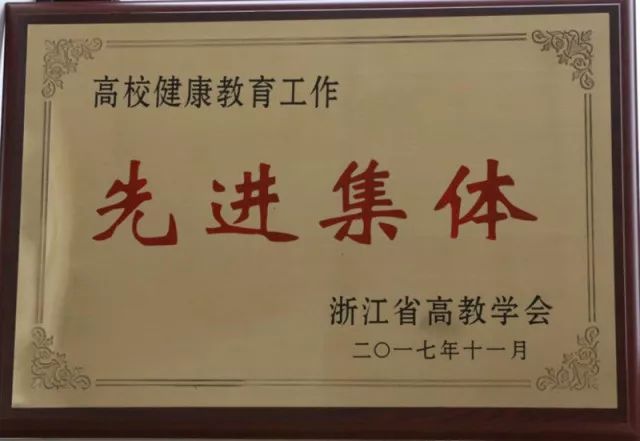 高校健康教育工作
先进集体
浙江省高教学会
二〇一七年十一月